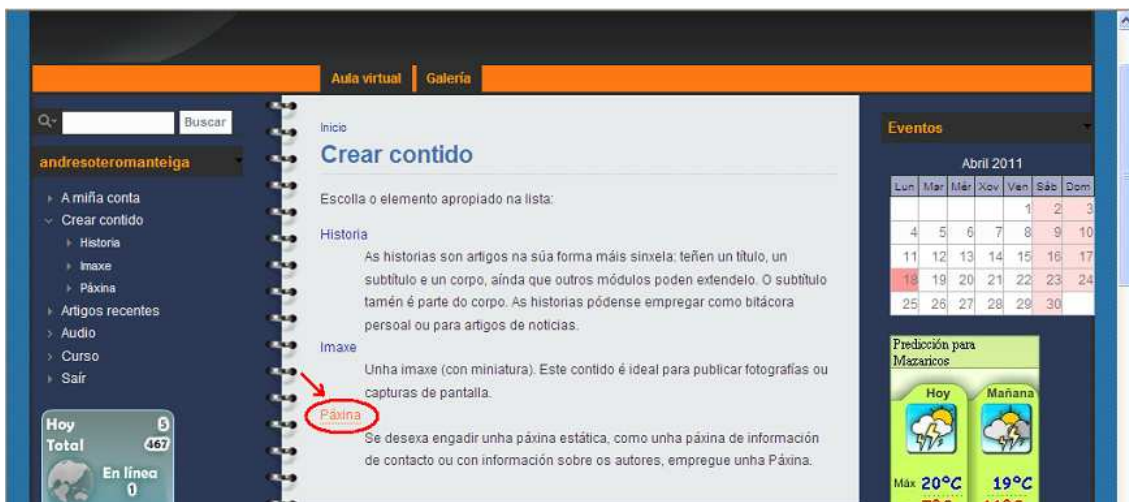 Aula virtual Galería
Buscar
andresoteromanteiga
A miña conta
Crear contido
Historia
Imaxe
Páxina
Artigos recentes
Audio
Curso
Saír
Hoy 5
Total 467
En línea
0
Inicio
Crear contido
Escolla o elemento apropiado na lista:
Historia
As historias son artigos na súa forma máis sinxela: teñen un título, un
subtítulo e un corpo, aínda que outros módulos poden extendelo. O subtítulo
tamén é parte do corpo. As historias pódense empregar como bitácora
persoal ou para artigos de noticias.
Imaxe
Unha imaxe (con miniatura). Este contido é ideal para publicar fotografías ou
capturas de pantalla.
Páxina
Se desexa engadir unha páxina estática, como unha páxina de información
de contacto ou con información sobre os autores, empregue unha Páxina.
Eventos
Abril 2011
Lun Mar Mér Xov Ven Sáb Dom
1 2 3
4 5 6 7 8 9 10
11 12 13 14 15 16 17
18 19 20 21 22 23 24
25 26 27 28 29 30
Predicción para
Mazaricos
Hoy Mañana
Máx 20°C 19°C